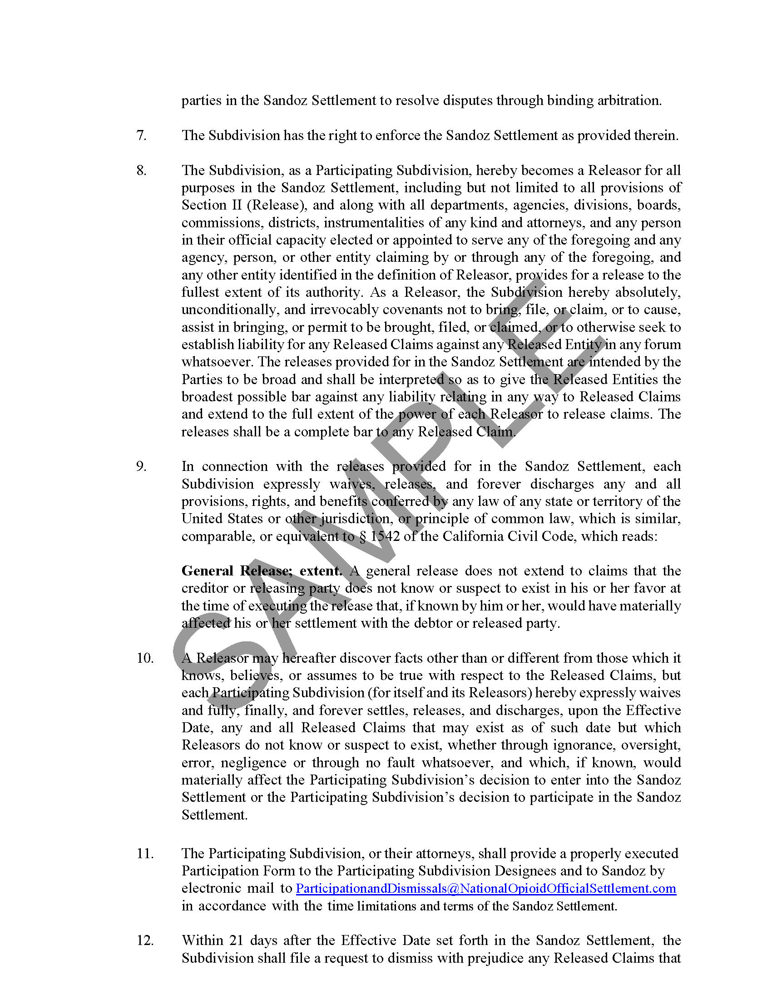 parties in the Sandoz Settlement to resolve disputes through binding arbitration.
7. The Subdivision has the right to enforce the Sandoz Settlement as provided therein.
8. The Subdivision, as a Participating Subdivision, hereby becomes a Releasor for all
purposes in the Sandoz Settlement, including but not limited to all provisions of
Section II (Release), and along with all departments, agencies, divisions, boards,
commissions, districts, instrumentalities of any kind and attorneys, and any person
in their official capacity elected or appointed to serve any of the foregoing and any
agency, person, or other entity claiming by or through any of the foregoing, and
any other entity identified in the definition of Releasor, provides for a release to the
fullest extent of its authority. As a Releasor, the Subdivision hereby absolutely,
unconditionally, and irrevocably covenants not to bring, file, or claim, or to cause,
assist in bringing, or permit to be brought, filed, or claimed, or to otherwise seek to
establish liability for any Released Claims against any Released Entity in any forum
whatsoever. The releases provided for in the Sandoz Settlement are intended by the
Parties to be broad and shall be interpreted so as to give the Released Entities the
broadest possible bar against any liability relating in any way to Released Claims
and extend to the full extent of the power of each Releasor to release claims. The
releases shall be a complete bar to any Released Claim.
9. In connection with the releases provided for in the Sandoz Settlement, each
Subdivision expressly waives, releases, and forever discharges any and all
provisions, rights, and benefits conferred by any law of any state or territory of the
United States or other jurisdiction, or principle of common law, which is similar,
comparable, or equivalent to § 1542 of the California Civil Code, which reads:
General Release; extent. A general release does not extend to claims that the
creditor or releasing party does not know or suspect to exist in his or her favor at
the time of executing the release that, if known by him or her, would have materially
affected his or her settlement with the debtor or released party.
10. A Releasor may hereafter discover facts other than or different from those which it
knows, believes, or assumes to be true with respect to the Released Claims, but
each Participating Subdivision (for itself and its Releasors) hereby expressly waives
and fully, finally, and forever settles, releases, and discharges, upon the Effective
Date, any and all Released Claims that may exist as of such date but which
Releasors do not know or suspect to exist, whether through ignorance, oversight,
error, negligence or through no fault whatsoever, and which, if known, would
materially affect the Participating Subdivision’s decision to enter into the Sandoz
Settlement or the Participating Subdivision’s decision to participate in the Sandoz
Settlement.
11. The Participating Subdivision, or their attorneys, shall provide a properly executed
Participation Form to the Participating Subdivision Designees and to Sandoz by
electronic mail to ParticipationandDismissals@NationalOpioidOfficialSettlement.com
in accordance with the time limitations and terms of the Sandoz Settlement.
12. Within 21 days after the Effective Date set forth in the Sandoz Settlement, the
Subdivision shall file a request to dismiss with prejudice any Released Claims that
SAMPLE